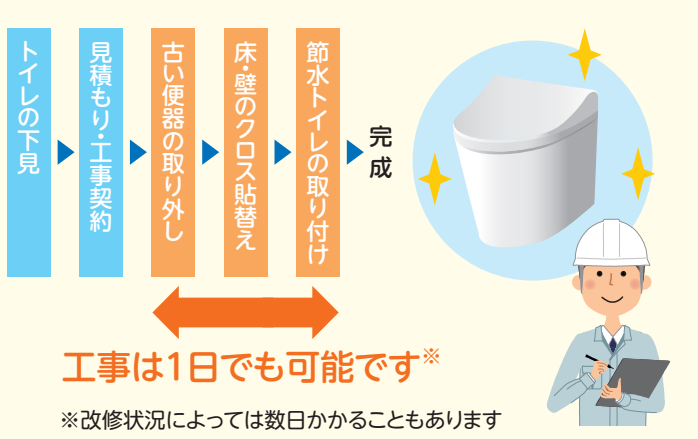 トイレの下見
見積もり・工事契約
古い便器の取り外し
床・壁のクロス貼替え
節水トイレの取り付け
完成
工事は1日でも可能です※
※改修状況によっては数日かかることもあります